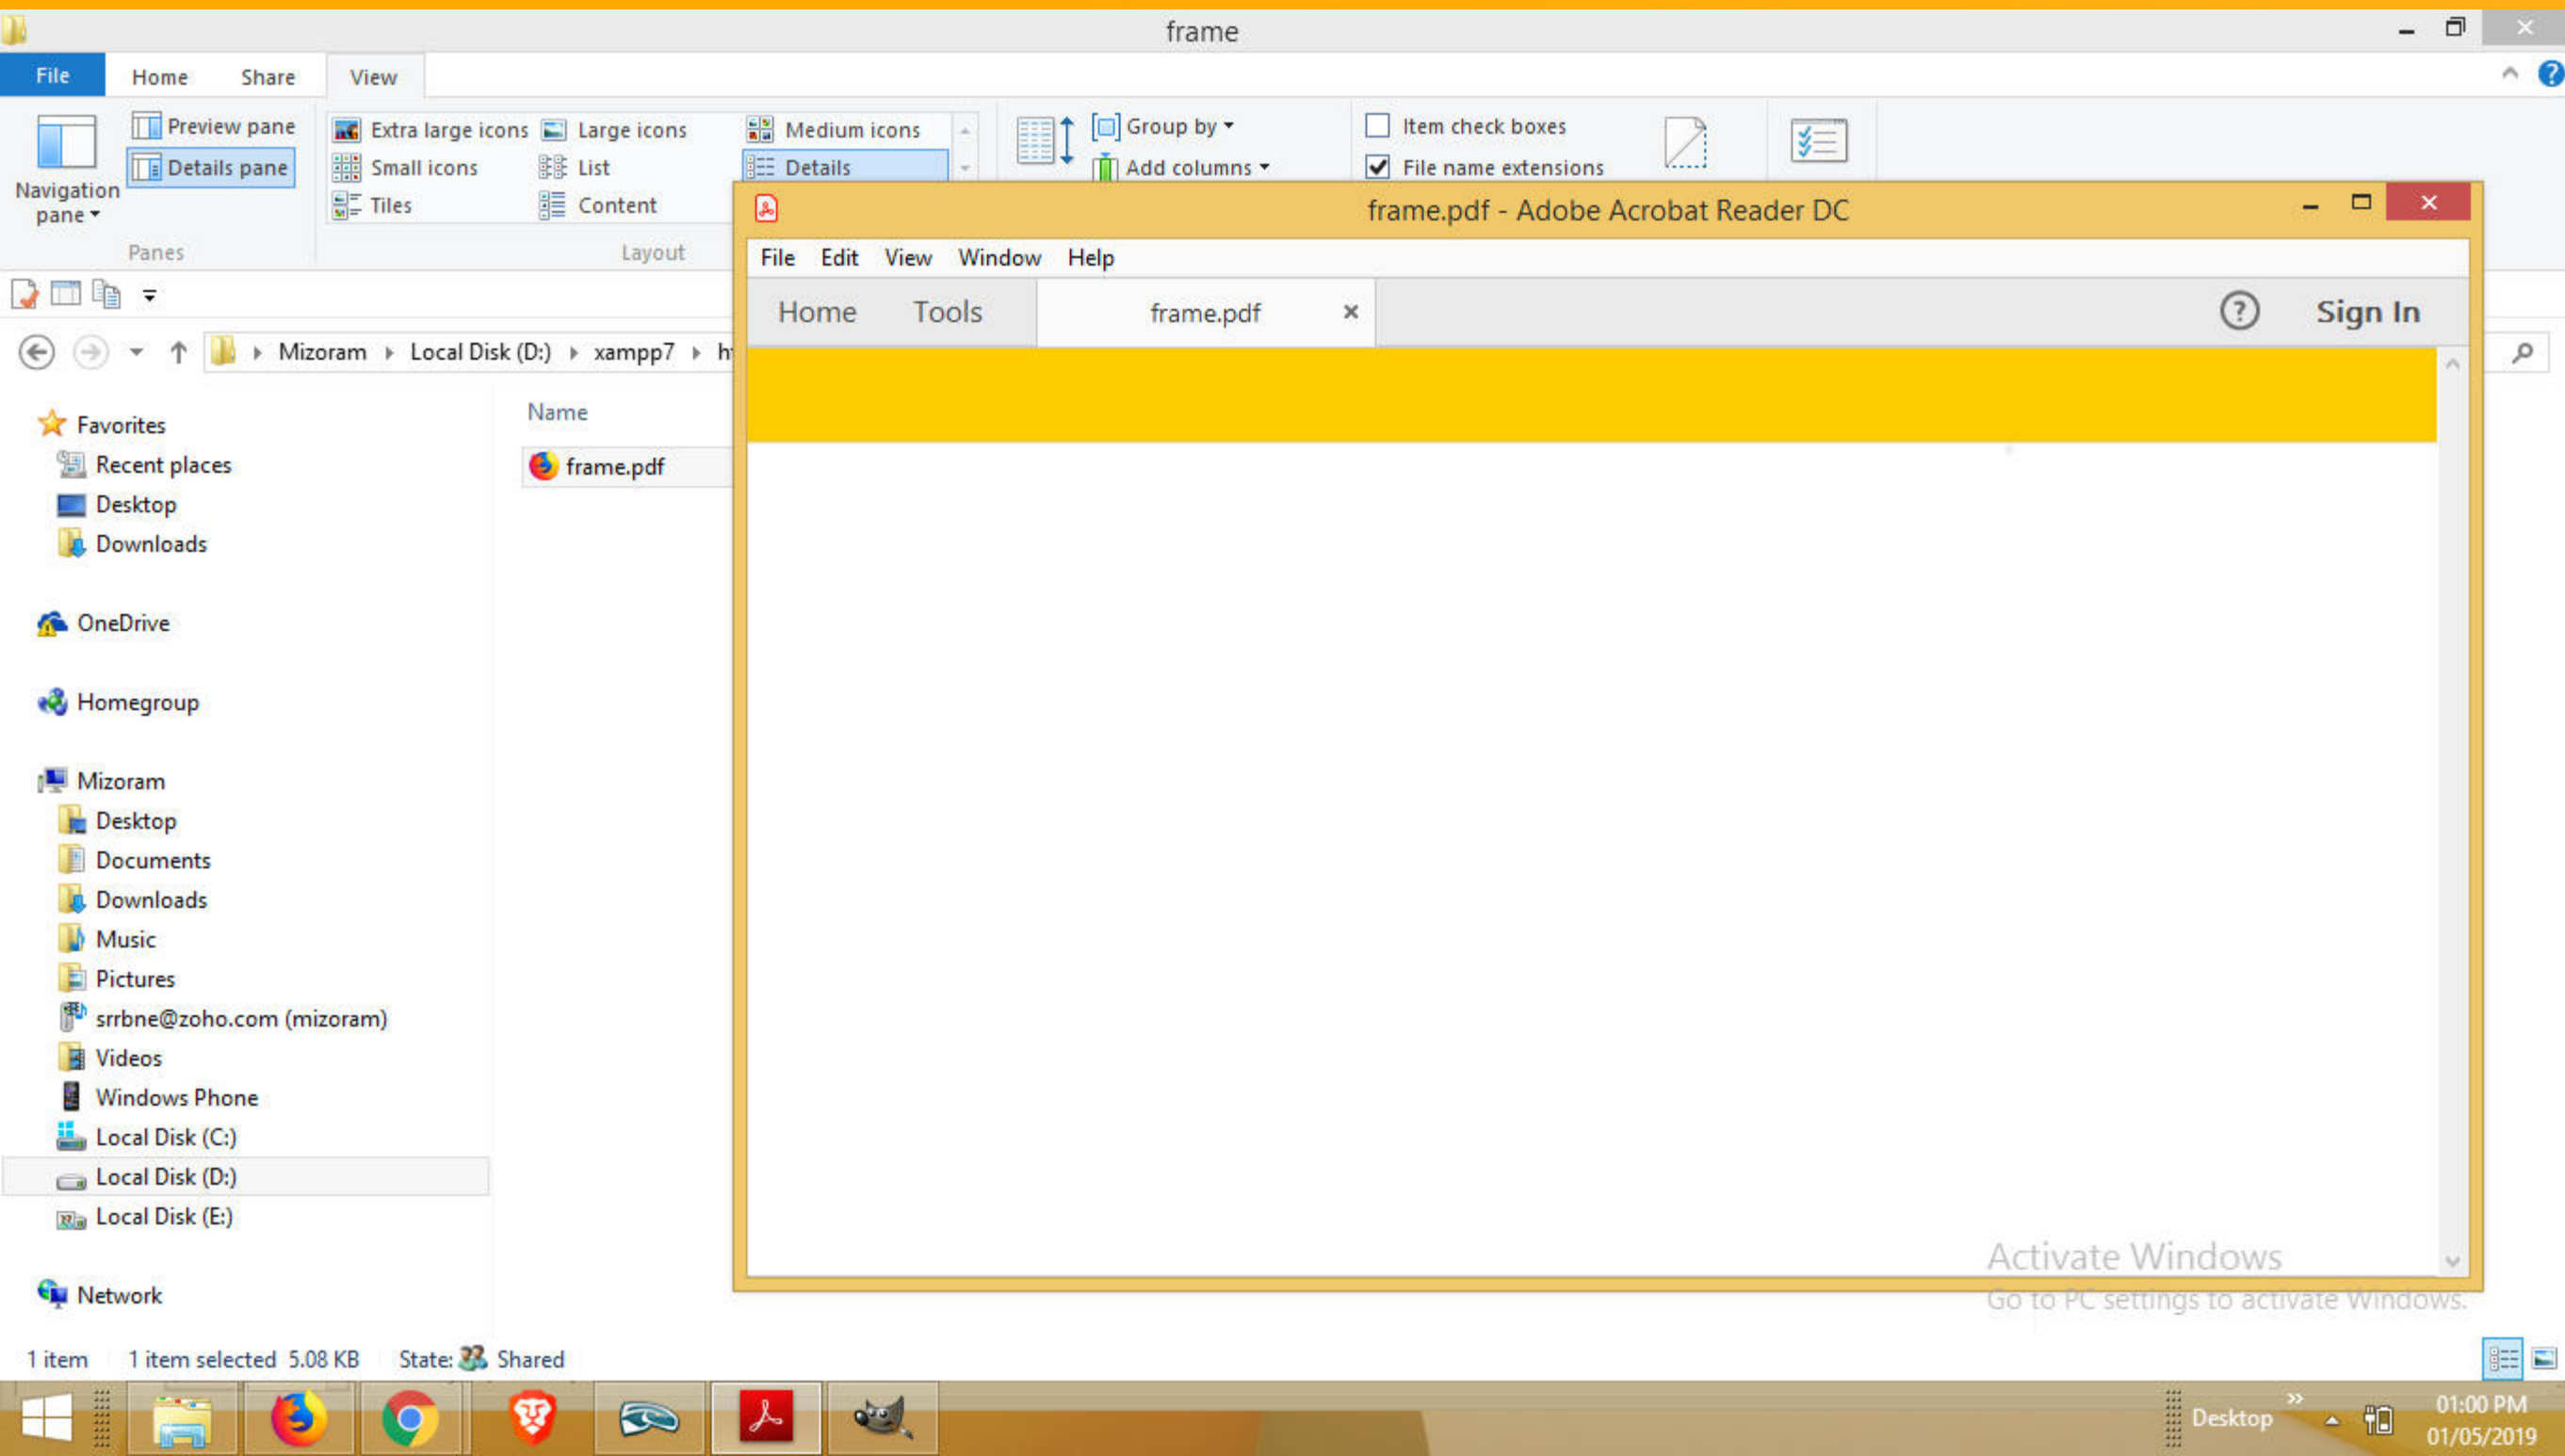 frame
File Home Share View
Preview pane
Details pane
Navigation pane
Extra large icons Large icons Medium icons
Small icons List Details
Tiles Content
Group by
Add columns
Item check boxes
File name extensions
Panes Layout
frame.pdf - Adobe Acrobat Reader DC
File Edit View Window Help
Home Tools frame.pdf × Sign In
Mizoram Local Disk (D:) xampp7
Name
frame.pdf
Favorites
Recent places
Desktop
Downloads
OneDrive
Homegroup
Mizoram
Desktop
Documents
Downloads
Music
Pictures
srrbne@zoho.com (mizoram)
Videos
Windows Phone
Local Disk (C:)
Local Disk (D:)
Local Disk (E:)
Network
Activate Windows
Go to PC settings to activate Windows.
1 item 1 item selected 5.08 KB State: Shared
Desktop
01:00 PM
01/05/2019